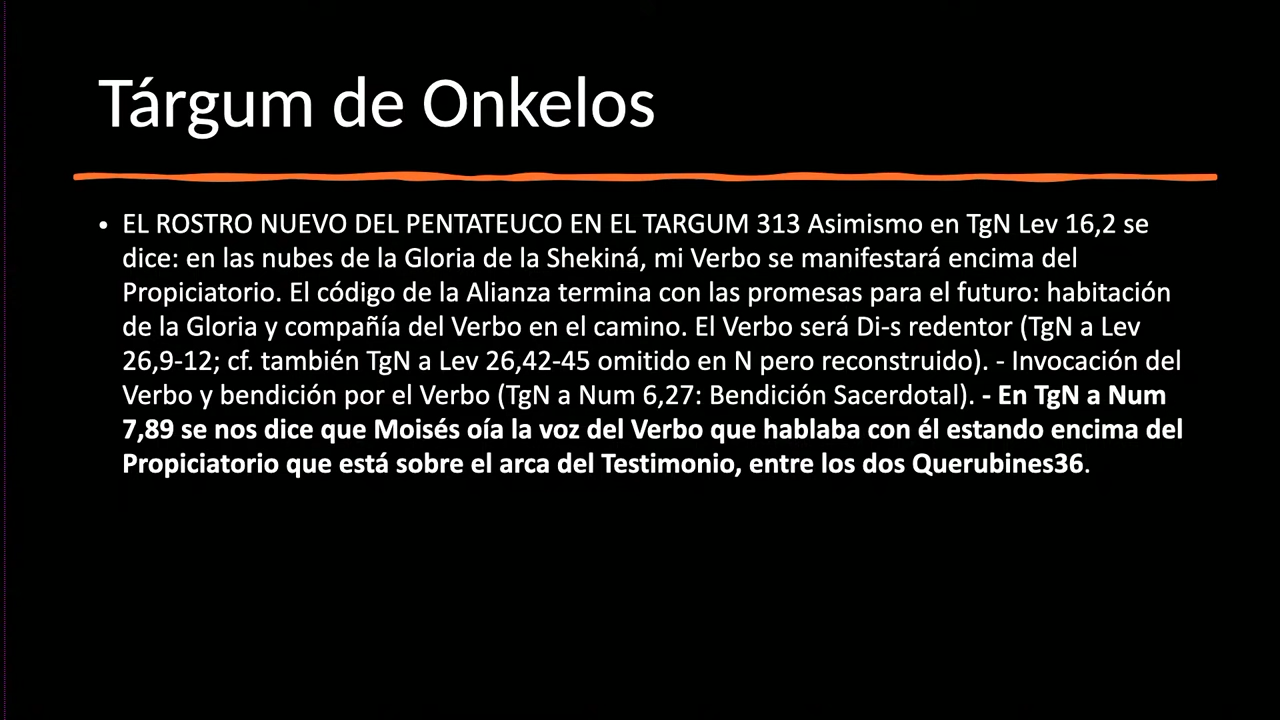 Tárgum de Onkelos
• EL ROSTRO NUEVO DEL PENTATEUCO EN EL TARGUM 313 Asimismo en TgN Lev 16,2 se
dice: en las nubes de la Gloria de la Shekiná, mi Verbo se manifestará encima del
Propiciatorio. El código de la Alianza termina con las promesas para el futuro: habitación
de la Gloria y compañía del Verbo en el camino. El Verbo será Di-s redentor (TgN a Lev
26,9-12; cf. también TgN a Lev 26,42-45 omitido en N pero reconstruido). - Invocación del
Verbo y bendición por el Verbo (TgN a Num 6,27: Bendición Sacerdotal). - En TgN a Num
7,89 se nos dice que Moisés oía la voz del Verbo que hablaba con él estando encima del
Propiciatorio que está sobre el arca del Testimonio, entre los dos Querubines36.